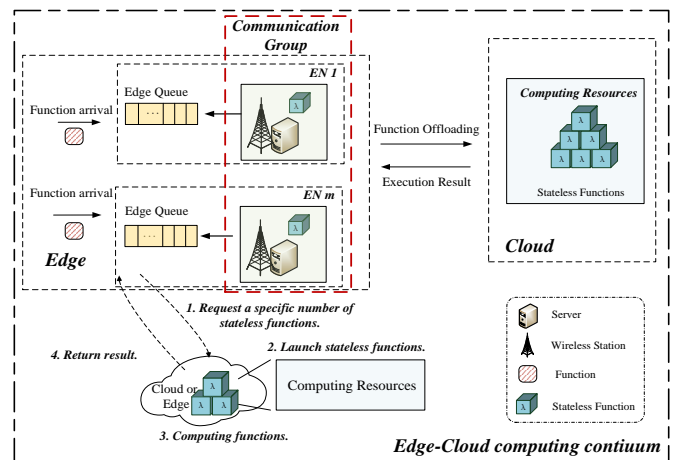 Communication
Group
EN 1
Edge Queue
Function arrival
...
λ
Function Offloading
Execution Result
Computing Resources
λ
λ λ
λ λ λ
Stateless Functions
Cloud
EN m
Function arrival
Edge Queue
...
λ
Edge
1. Request a specific number of
stateless functions.
4. Return result.
2. Launch stateless functions.
Cloud or
Edge
λ
λ λ
Computing Resources
3. Computing functions.
Server
Wireless Station
Function
λ
Stateless Function
Edge-Cloud computing contiuum